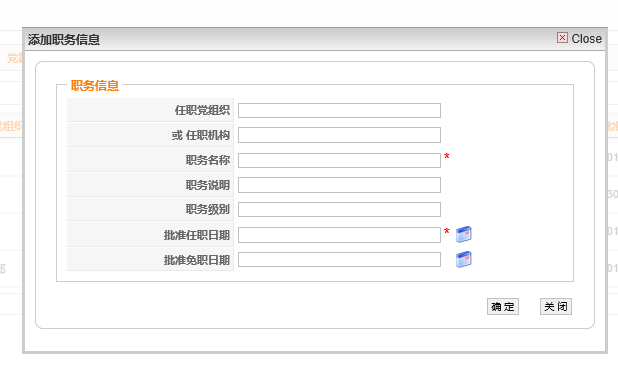 添加职务信息
Close
职务信息
任职党组织
或 任职机构
职务名称
*
职务说明
职务级别
批准任职日期
*
批准免职日期
确 定
关 闭